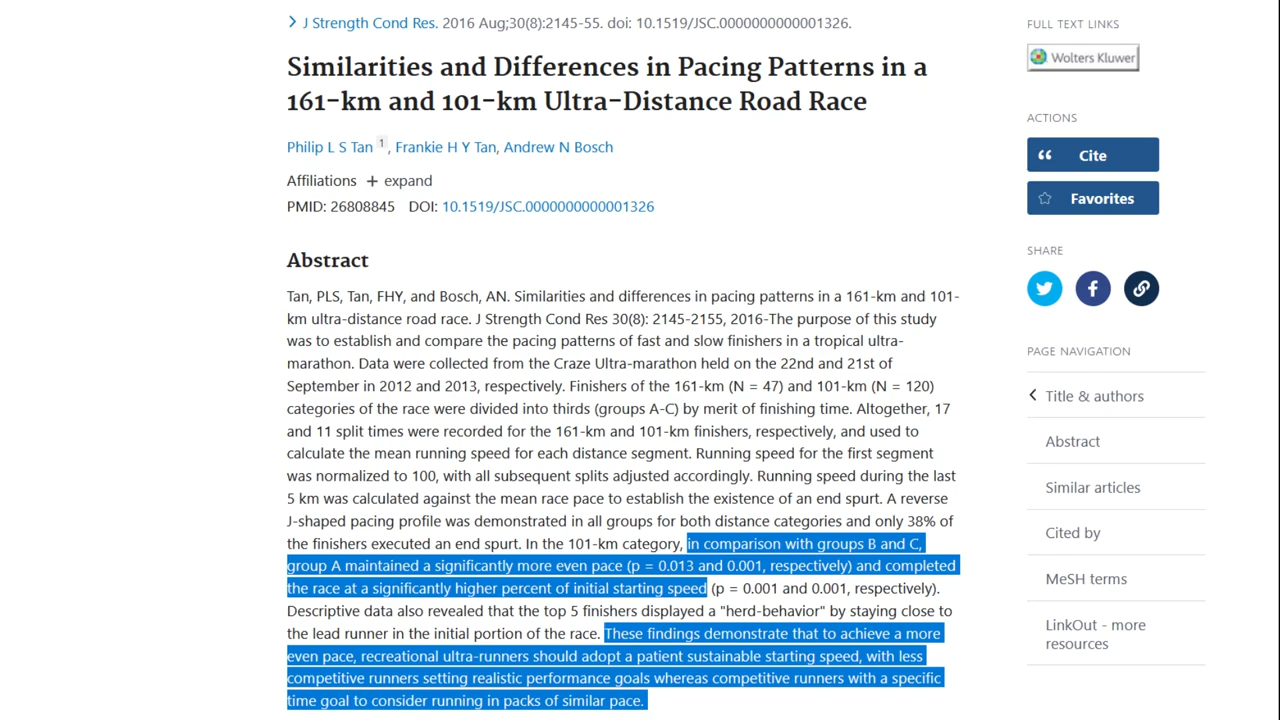 J Strength Cond Res. 2016 Aug;30(8):2145-55. doi: 10.1519/JSC.0000000000001326.
Similarities and Differences in Pacing Patterns in a
161-km and 101-km Ultra-Distance Road Race
Philip L S Tan 1, Frankie H Y Tan, Andrew N Bosch
Affiliations + expand
PMID: 26808845 DOI: 10.1519/JSC.0000000000001326
Abstract
Tan, PLS, Tan, FHY, and Bosch, AN. Similarities and differences in pacing patterns in a 161-km and 101-
km ultra-distance road race. J Strength Cond Res 30(8): 2145-2155, 2016-The purpose of this study
was to establish and compare the pacing patterns of fast and slow finishers in a tropical ultra-
marathon. Data were collected from the Craze Ultra-marathon held on the 22nd and 21st of
September in 2012 and 2013, respectively. Finishers of the 161-km (N = 47) and 101-km (N = 120)
categories of the race were divided into thirds (groups A-C) by merit of finishing time. Altogether, 17
and 11 split times were recorded for the 161-km and 101-km finishers, respectively, and used to
calculate the mean running speed for each distance segment. Running speed for the first segment
was normalized to 100, with all subsequent splits adjusted accordingly. Running speed during the last
5 km was calculated against the mean race pace to establish the existence of an end spurt. A reverse
J-shaped pacing profile was demonstrated in all groups for both distance categories and only 38% of
the finishers executed an end spurt. In the 101-km category, in comparison with groups B and C,
group A maintained a significantly more even pace (p = 0.013 and 0.001, respectively) and completed
the race at a significantly higher percent of initial starting speed (p = 0.001 and 0.001, respectively).
Descriptive data also revealed that the top 5 finishers displayed a "herd-behavior" by staying close to
the lead runner in the initial portion of the race. These findings demonstrate that to achieve a more
even pace, recreational ultra-runners should adopt a patient sustainable starting speed, with less
competitive runners setting realistic performance goals whereas competitive runners with a specific
time goal to consider running in packs of similar pace.
FULL TEXT LINKS
Wolters Kluwer
ACTIONS
Cite
Favorites
SHARE
PAGE NAVIGATION
Title & authors
Abstract
Similar articles
Cited by
MeSH terms
LinkOut - more
resources